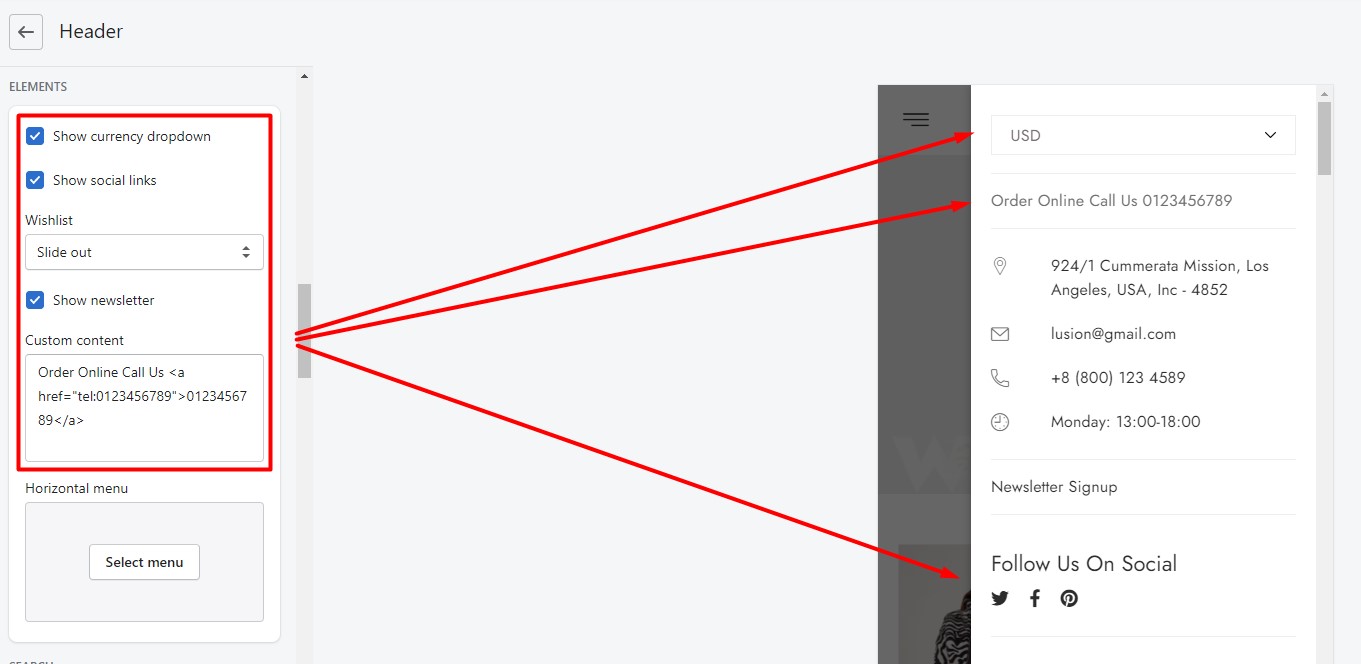 Header
ELEMENTS
Show currency dropdown
Show social links
Wishlist
Slide out
Show newsletter
Custom content
Order Online Call Us <a
href="tel:0123456789">01234567
89</a>
Horizontal menu
Select menu
USD
Order Online Call Us 0123456789
924/1 Cummerata Mission, Los
Angeles, USA, Inc - 4852
lusion@gmail.com
+8 (800) 123 4589
Monday: 13:00-18:00
Newsletter Signup
Follow Us On Social